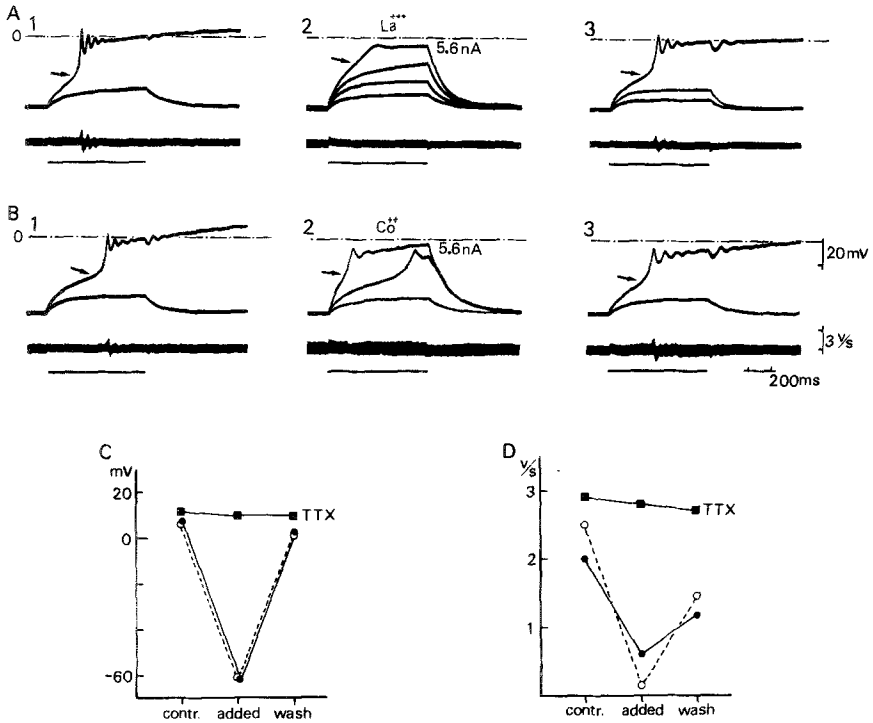 A
1
0
2
La+++
5.6nA
3
B
1
0
2
Co++
5.6nA
3
20mV
3 V/s
200ms
C
mV
20
0
-60
TTX
contr. added wash
D
V/s
3
2
1
TTX
contr. added wash